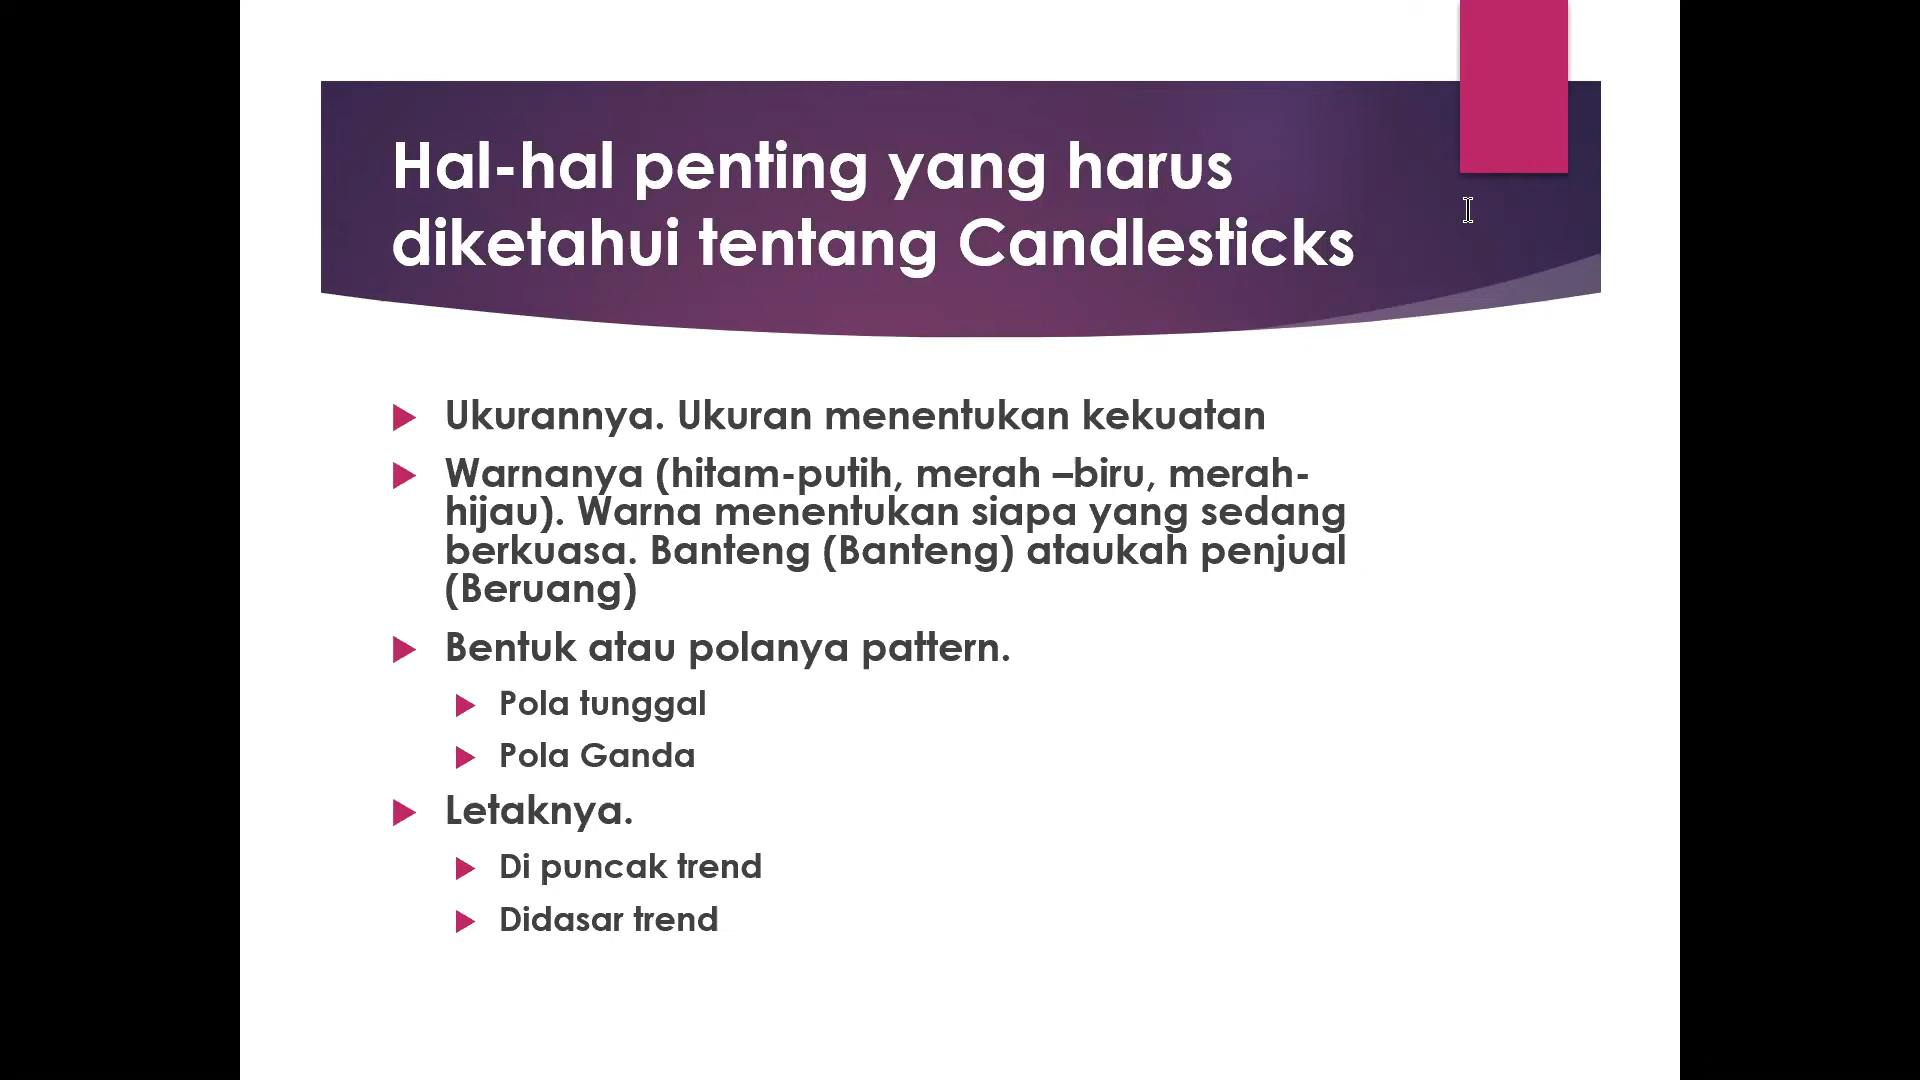 Hal-hal penting yang harus
diketahui tentang Candlesticks
Ukurannya. Ukuran menentukan kekuatan
Warnanya (hitam-putih, merah –biru, merah-
hijau). Warna menentukan siapa yang sedang
berkuasa. Banteng (Banteng) ataukah penjual
(Beruang)
Bentuk atau polanya pattern.
Pola tunggal
Pola Ganda
Letaknya.
Di puncak trend
Didasar trend